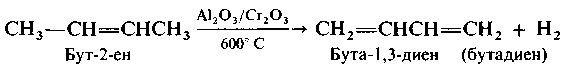 Al₂O₃/Cr₂O₃
CH₃—CH=CHCH₃ → CH₂=CHCH=CH₂ + H₂
600° C
Бут-2-ен Бута-1,3-диен (бутадиен)